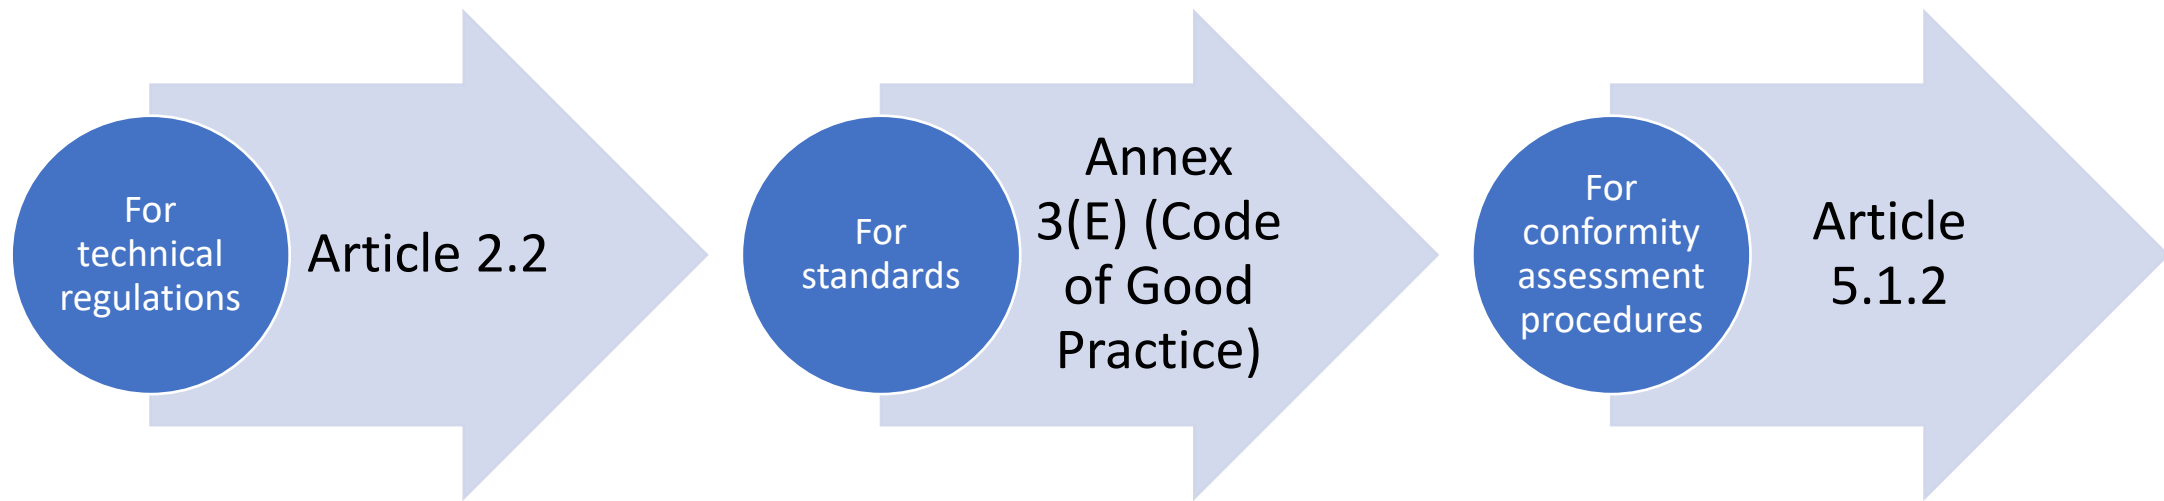 For
technical
regulations
Article 2.2
For
standards
Annex
3(E) (Code
of Good
Practice)
For
conformity
assessment
procedures
Article
5.1.2